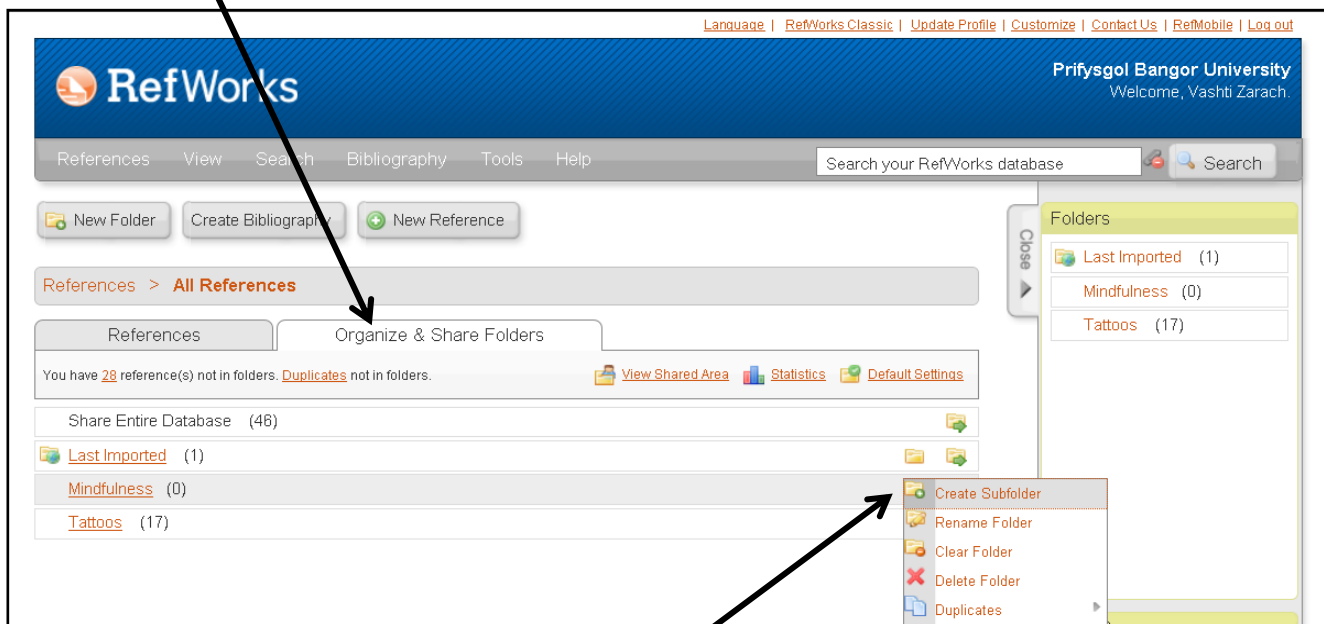 Language | RefWorks Classic | Update Profile | Customize | Contact Us | RefMobile | Log out
RefWorks
Prifysgol Bangor University
Welcome, Vashti Zarach.
References View Search Bibliography Tools Help
Search your RefWorks database
Search
New Folder
Create Bibliography
New Reference
Close
Folders
Last Imported (1)
Mindfulness (0)
Tattoos (17)
References > All References
References
Organize & Share Folders
You have 28 reference(s) not in folders. Duplicates not in folders.
View Shared Area
Statistics
Default Settings
Share Entire Database (46)
Last Imported (1)
Mindfulness (0)
Tattoos (17)
Create Subfolder
Rename Folder
Clear Folder
Delete Folder
Duplicates